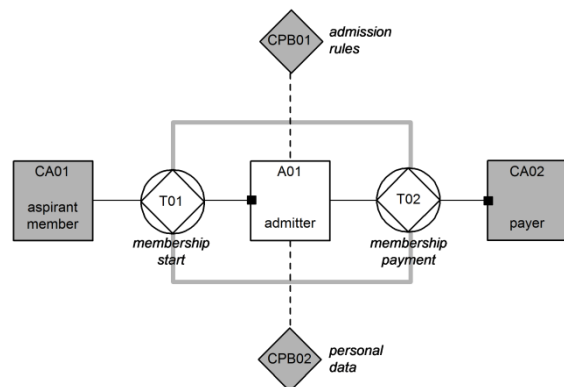 CPB01
admission
rules
CA01
aspirant
member
T01
membership
start
A01
admitter
T02
membership
payment
CA02
payer
CPB02
personal
data